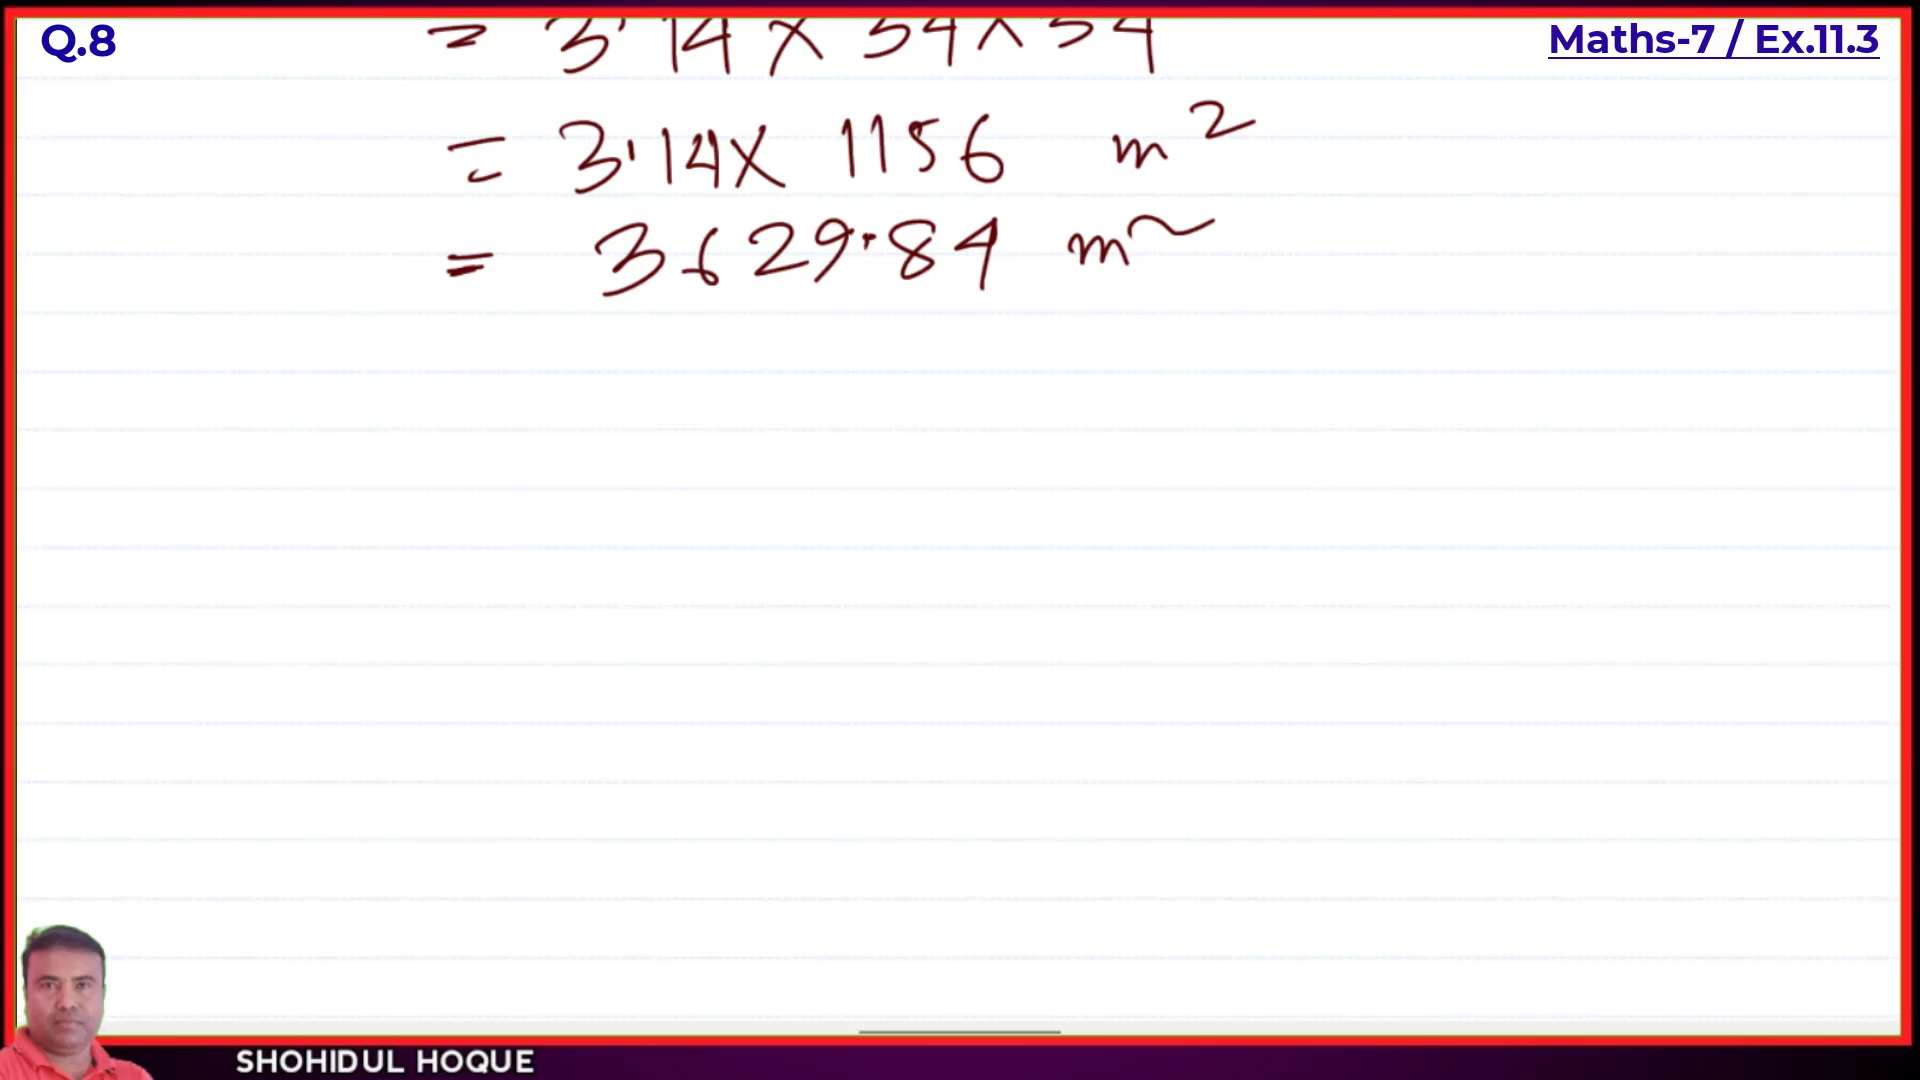 Q.8
Maths-7 / Ex.11.3
= 3.14 × 34 × 34
= 3.14 × 1156 m²
= 3629.84 m²
SHOHIDUL HOQUE